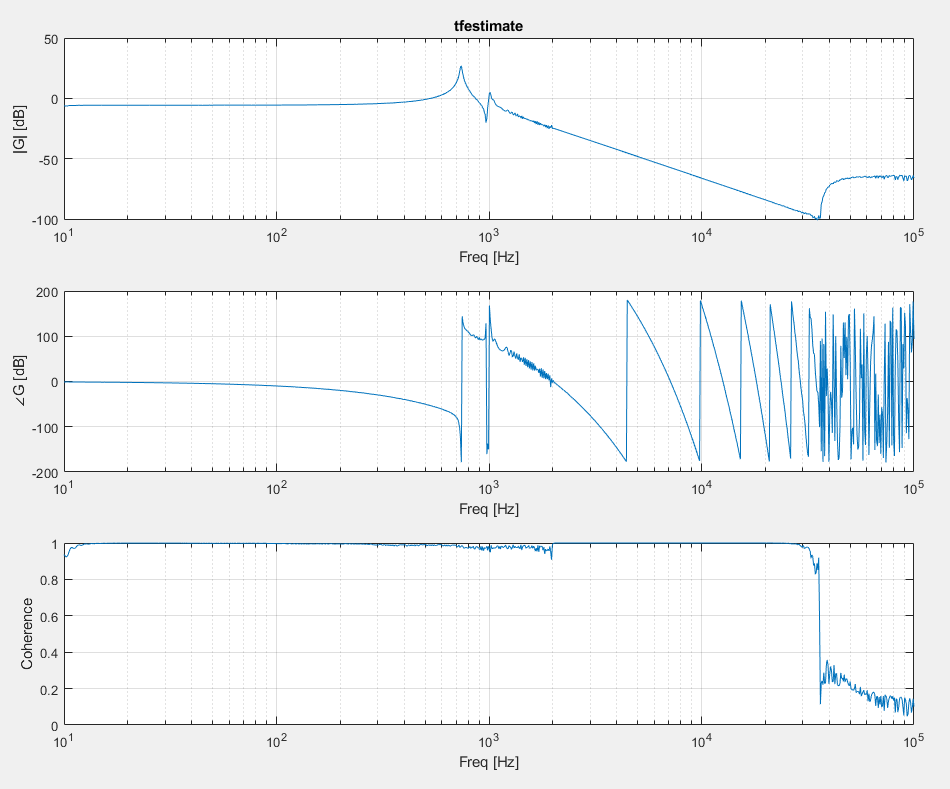 tfestimate
50
0
-50
-100
|G| [dB]
10^1 10^2 10^3 10^4 10^5
Freq [Hz]
200
100
0
-100
-200
∠G [dB]
10^1 10^2 10^3 10^4 10^5
Freq [Hz]
1
0.8
0.6
0.4
0.2
0
Coherence
10^1 10^2 10^3 10^4 10^5
Freq [Hz]